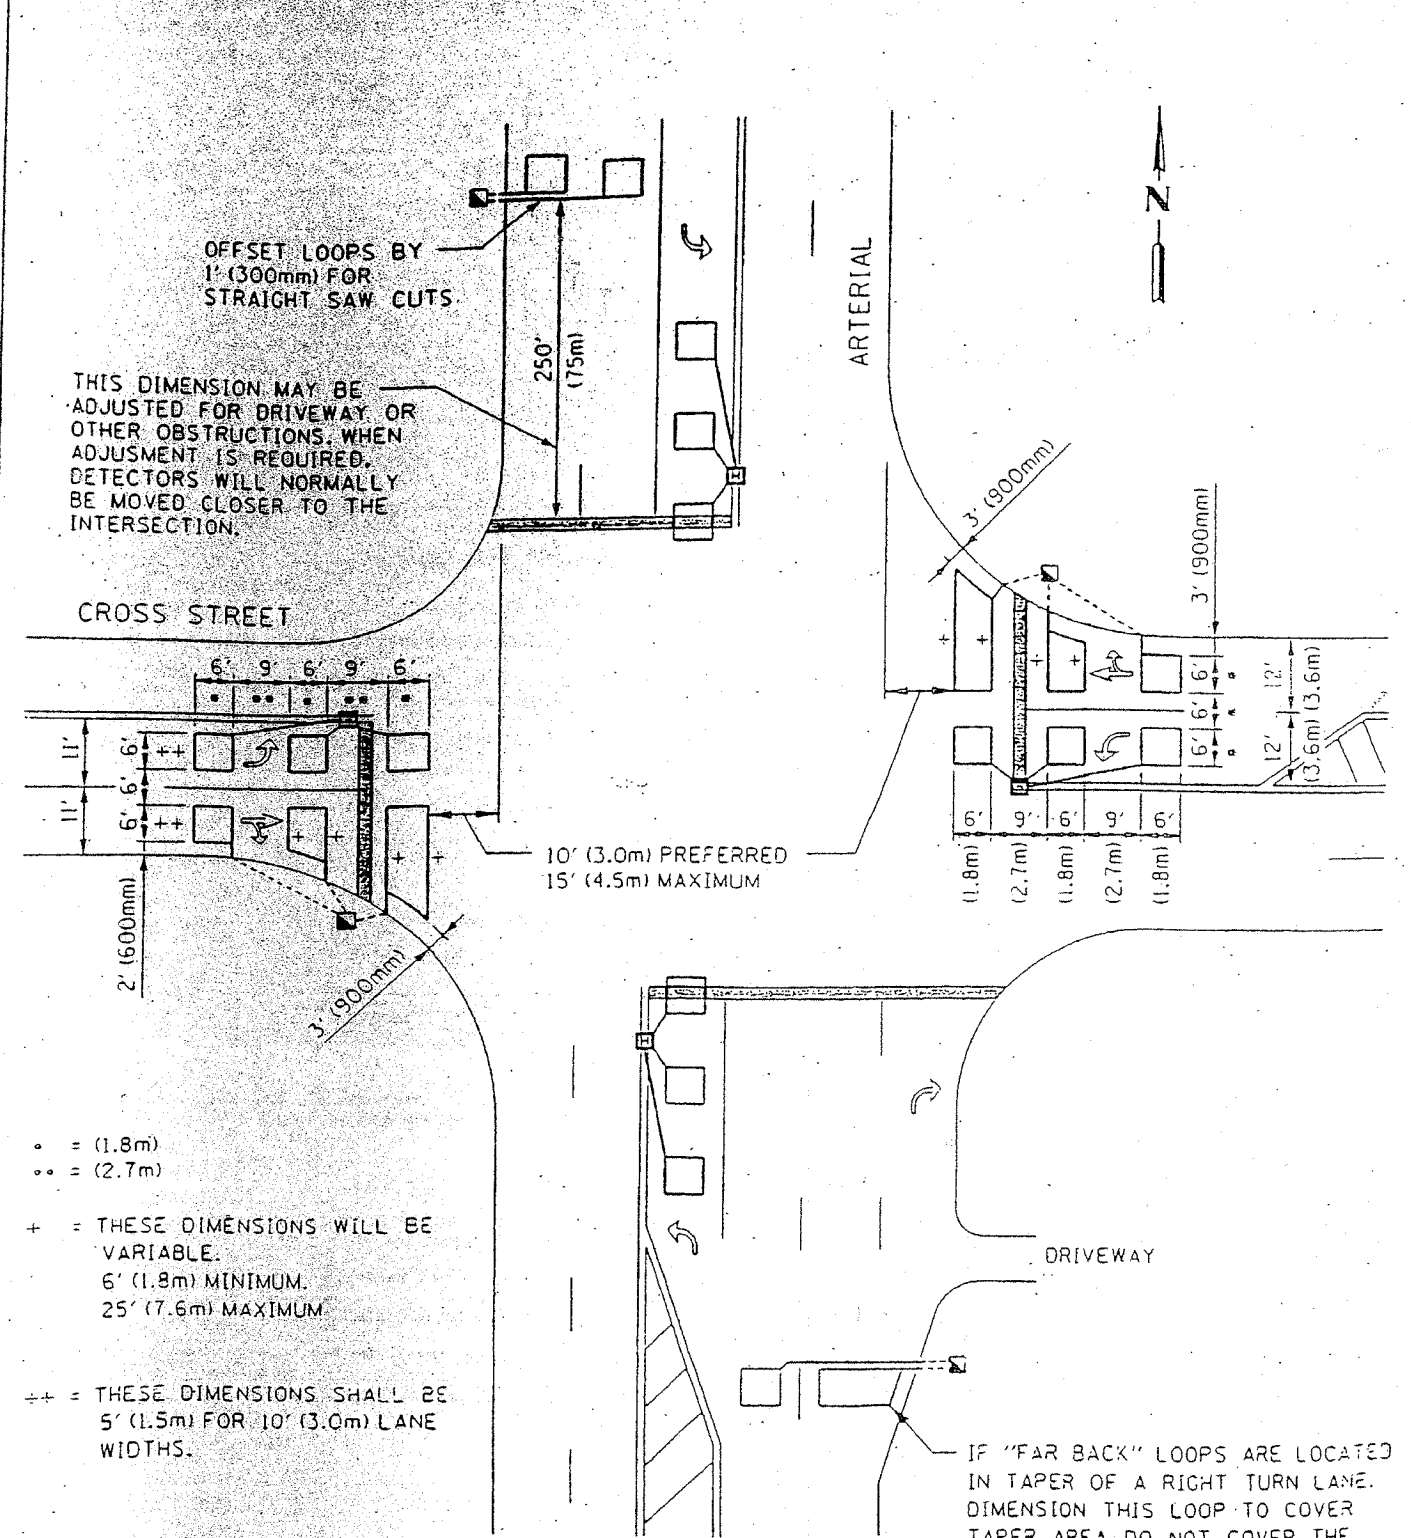 N
OFFSET LOOPS BY
1' (300mm) FOR
STRAIGHT SAW CUTS
ARTERIAL
250'
(75m)
THIS DIMENSION MAY BE
ADJUSTED FOR DRIVEWAY OR
OTHER OBSTRUCTIONS. WHEN
ADJUSMENT IS REQUIRED,
DETECTORS WILL NORMALLY
BE MOVED CLOSER TO THE
INTERSECTION.
H
3' (900mm)
3' (900mm)
CROSS STREET
6' 9' 6' 9' 6'
11'
6'
++
6'
11'
6'
++
+ +
+ +
2' (600mm)
3' (900mm)
+ +
+ +
6'
6'
6'
12'
(3.6m)
12'
(3.6m)
H
6' 9' 6' 9' 6'
(1.8m) (2.7m) (1.8m) (2.7m) (1.8m)
10' (3.0m) PREFERRED
15' (4.5m) MAXIMUM
H
• = (1.8m)
•• = (2.7m)
+ = THESE DIMENSIONS WILL BE
VARIABLE.
6' (1.8m) MINIMUM.
25' (7.6m) MAXIMUM
++ = THESE DIMENSIONS SHALL BE
5' (1.5m) FOR 10' (3.0m) LANE
WIDTHS.
DRIVEWAY
IF "FAR BACK" LOOPS ARE LOCATED
IN TAPER OF A RIGHT TURN LANE.
DIMENSION THIS LOOP TO COVER
TAPER AREA DO NOT COVER THE